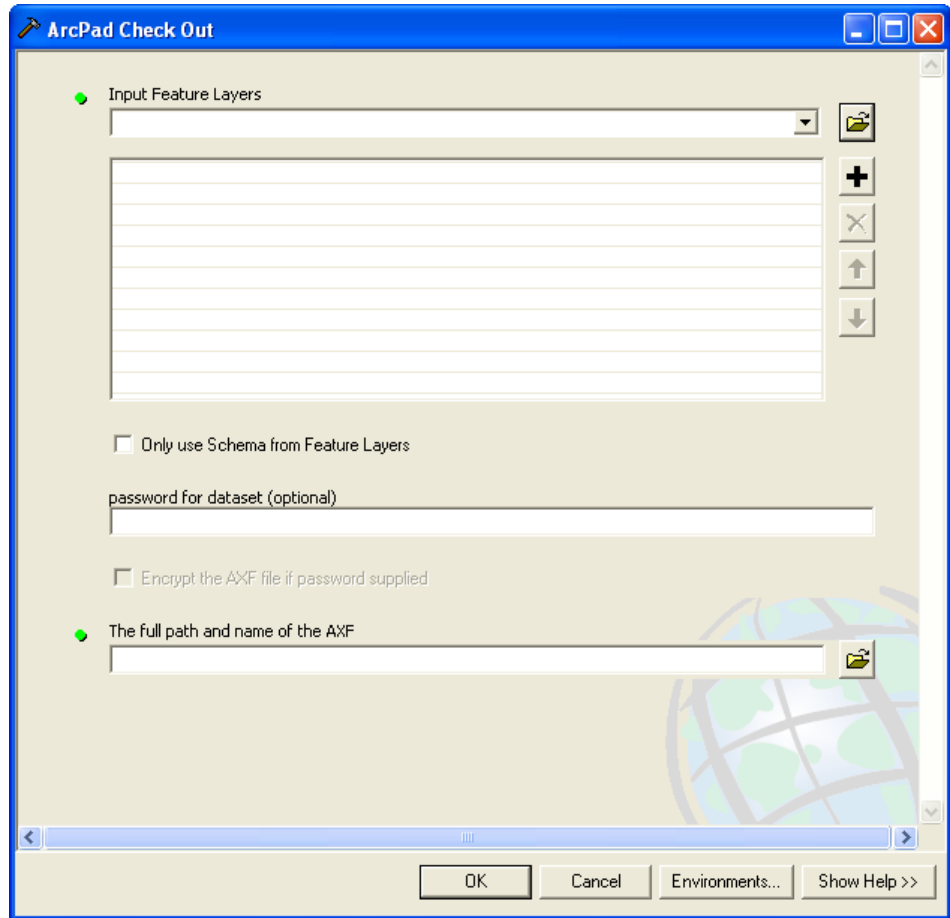 ArcPad Check Out
Input Feature Layers
Only use Schema from Feature Layers
password for dataset (optional)
Encrypt the AXF file if password supplied
The full path and name of the AXF
OK Cancel Environments... Show Help >>